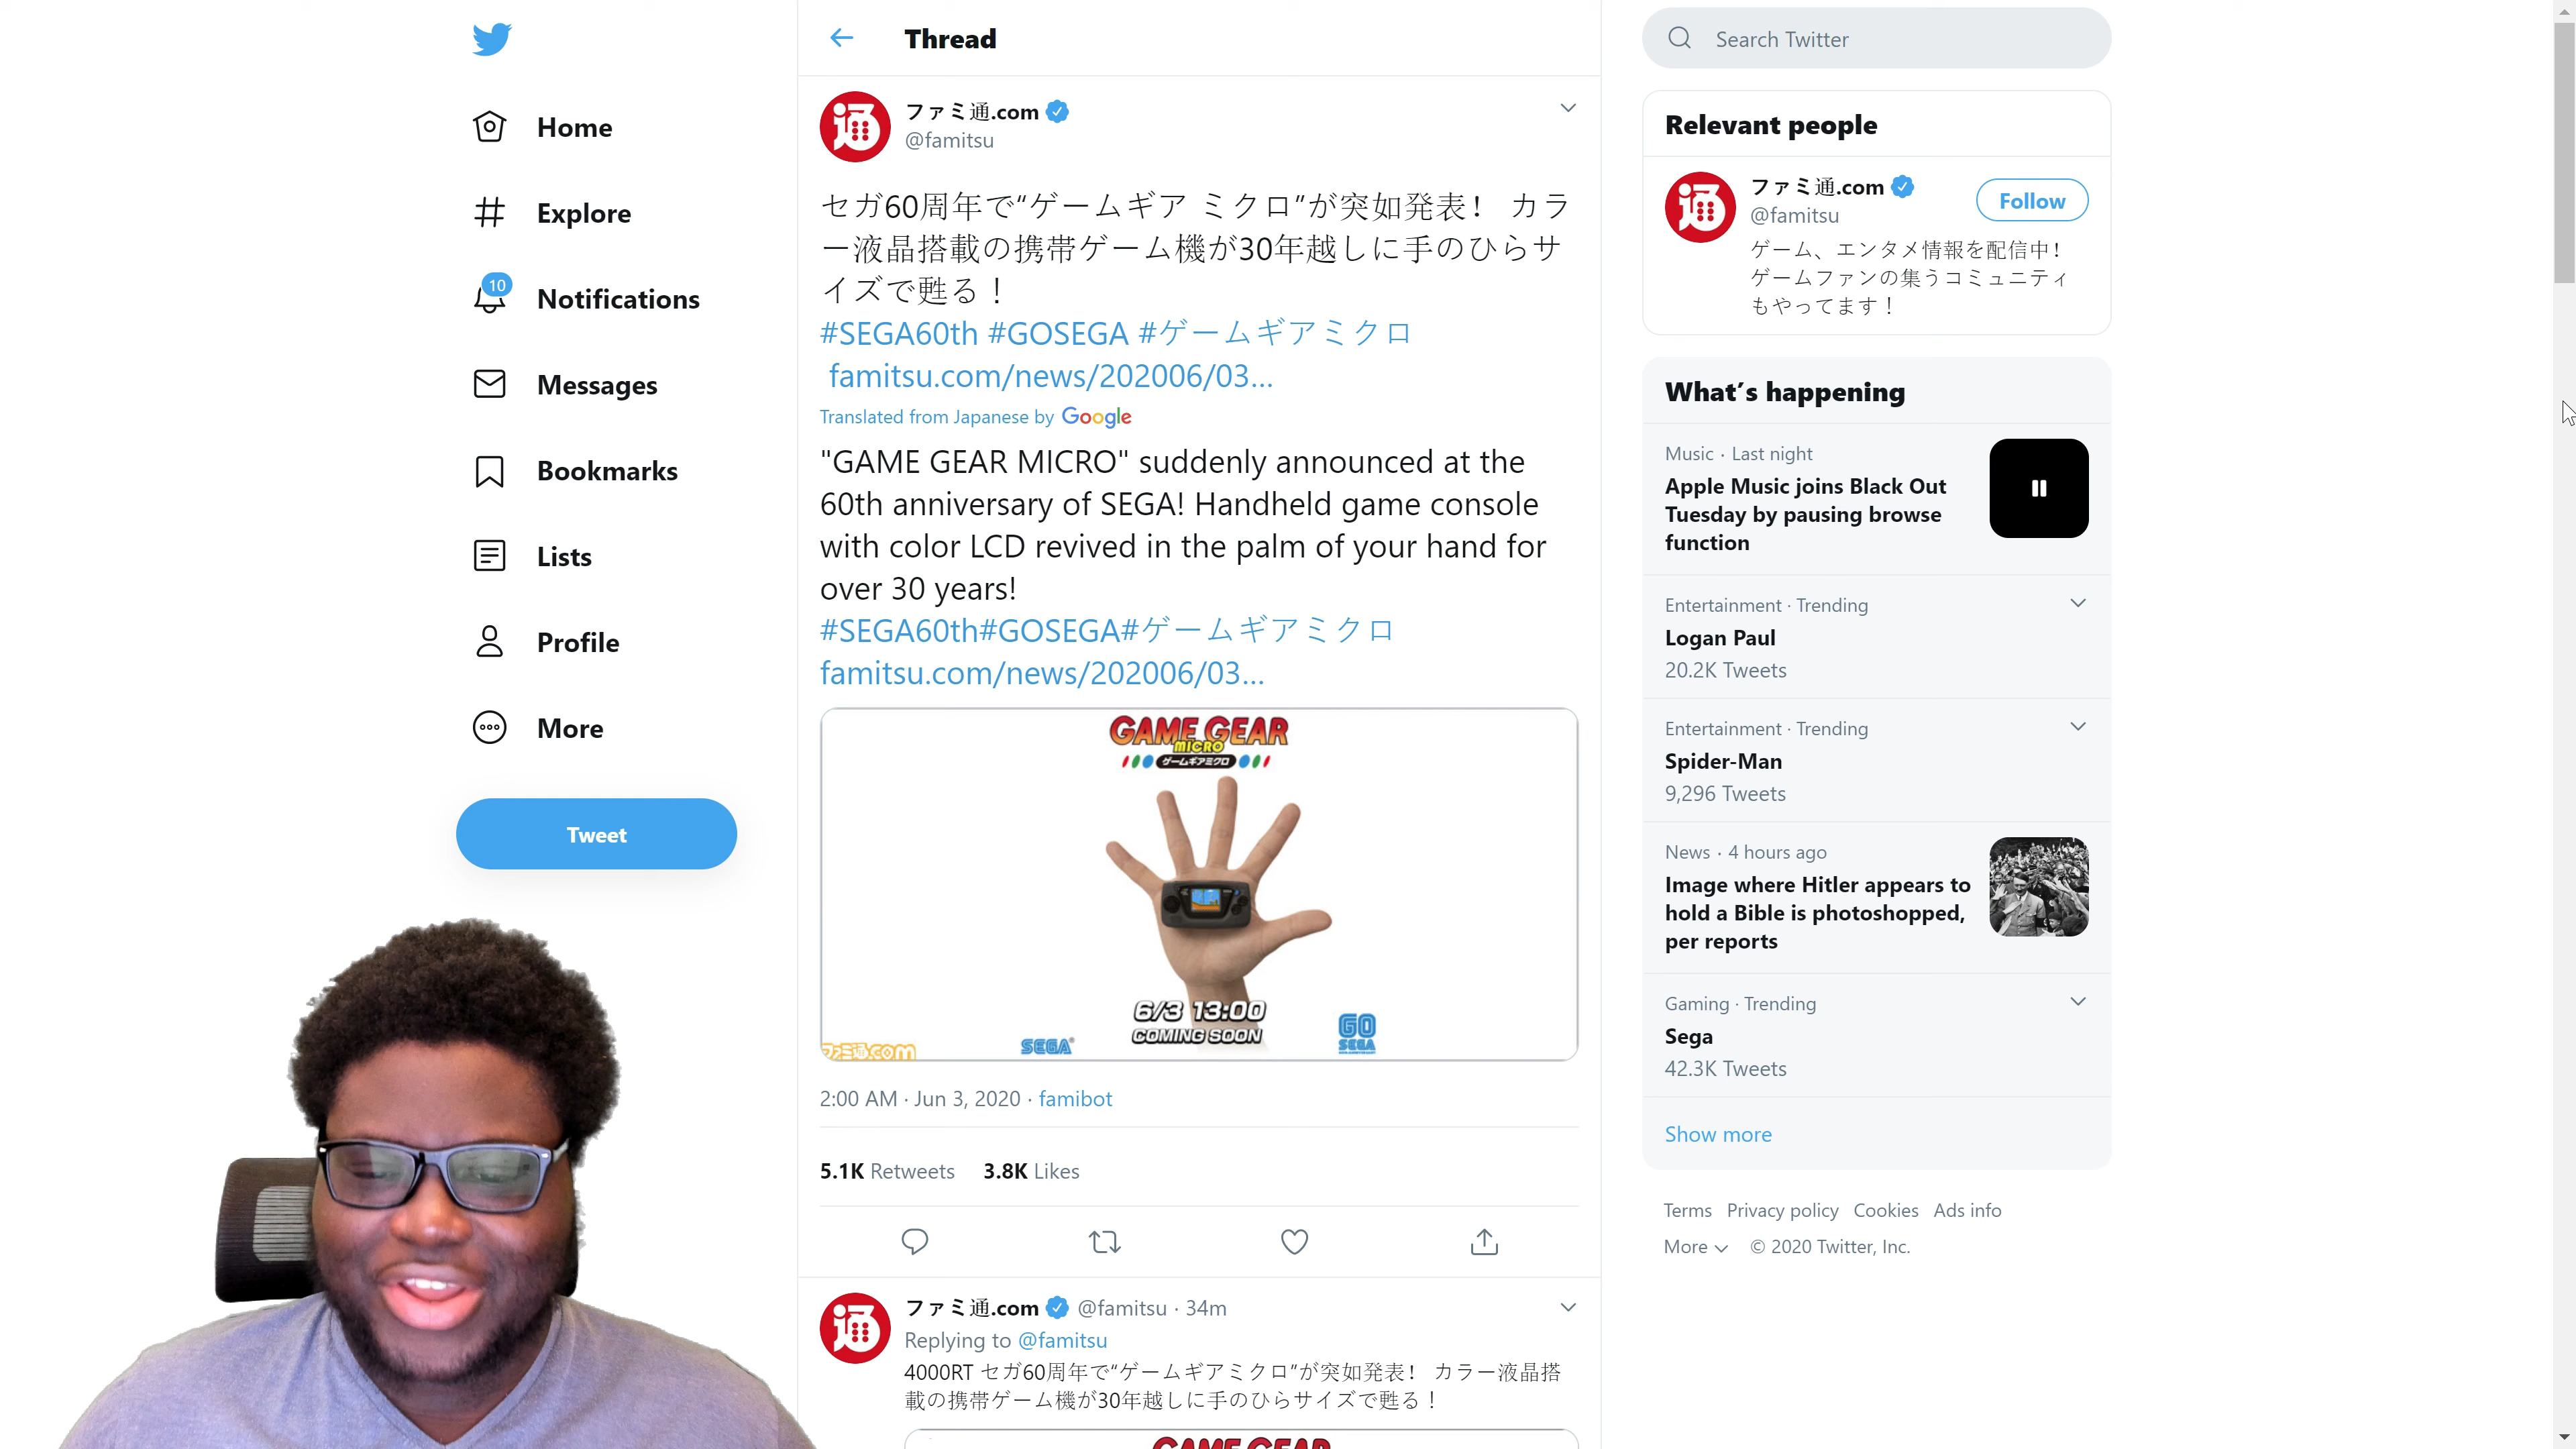 Home
Explore
10
Notifications
Messages
Bookmarks
Lists
Profile
More
Tweet
Thread
ファミ通.com
@famitsu
セガ60周年で“ゲームギア ミクロ”が突如発表！ カラ
ー液晶搭載の携帯ゲーム機が30年越しに手のひらサ
イズで甦る！
#SEGA60th #GOSEGA #ゲームギアミクロ
famitsu.com/news/202006/03...
Translated from Japanese by Google
"GAME GEAR MICRO" suddenly announced at the
60th anniversary of SEGA! Handheld game console
with color LCD revived in the palm of your hand for
over 30 years!
#SEGA60th#GOSEGA#ゲームギアミクロ
famitsu.com/news/202006/03...
GAME GEAR
MICRO
ゲームギアミクロ
6/3 13:00
COMING SOON
ファミ通.com
SEGA
GO
SEGA
2:00 AM · Jun 3, 2020 · famibot
5.1K Retweets 3.8K Likes
ファミ通.com @famitsu · 34m
Replying to @famitsu
4000RT セガ60周年で“ゲームギアミクロ”が突如発表！ カラー液晶搭
載の携帯ゲーム機が30年越しに手のひらサイズで甦る！
GAME GEAR
Search Twitter
Relevant people
ファミ通.com
@famitsu
Follow
ゲーム、エンタメ情報を配信中！
ゲームファンの集うコミュニティ
もやってます！
What's happening
Music · Last night
Apple Music joins Black Out
Tuesday by pausing browse
function
Entertainment · Trending
Logan Paul
20.2K Tweets
Entertainment · Trending
Spider-Man
9,296 Tweets
News · 4 hours ago
Image where Hitler appears to
hold a Bible is photoshopped,
per reports
Gaming · Trending
Sega
42.3K Tweets
Show more
Terms Privacy policy Cookies Ads info
More © 2020 Twitter, Inc.